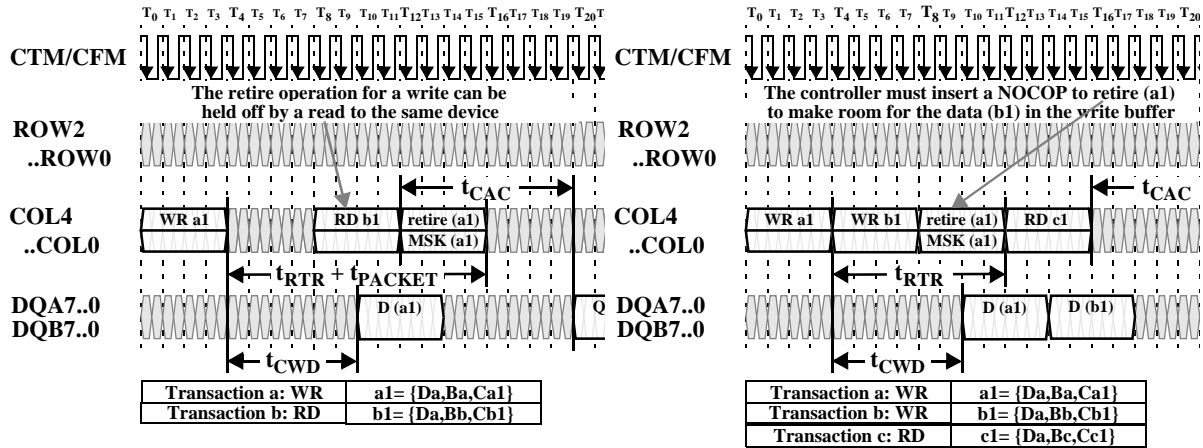 T0 T1 T2 T3 T4 T5 T6 T7 T8 T9 T10 T11 T12 T13 T14 T15 T16 T17 T18 T19 T20
CTM/CFM
The retire operation for a write can be
held off by a read to the same device
ROW2
..ROW0
tCAC
COL4
..COL0
WR a1
RD b1
retire (a1)
MSK (a1)
tRTR + tPACKET
DQA7..0
DQB7..0
D (a1)
Q
tCWD
Transaction a: WR a1= {Da,Ba,Ca1}
Transaction b: RD b1= {Da,Bb,Cb1}
T0 T1 T2 T3 T4 T5 T6 T7 T8 T9 T10 T11 T12 T13 T14 T15 T16 T17 T18 T19 T20
CTM/CFM
The controller must insert a NOCOP to retire (a1)
to make room for the data (b1) in the write buffer
ROW2
..ROW0
tCAC
COL4
..COL0
WR a1
WR b1
retire (a1)
MSK (a1)
RD c1
tRTR
DQA7..0
DQB7..0
D (a1)
D (b1)
tCWD
Transaction a: WR a1= {Da,Ba,Ca1}
Transaction b: WR b1= {Da,Bb,Cb1}
Transaction c: RD c1= {Da,Bc,Cc1}